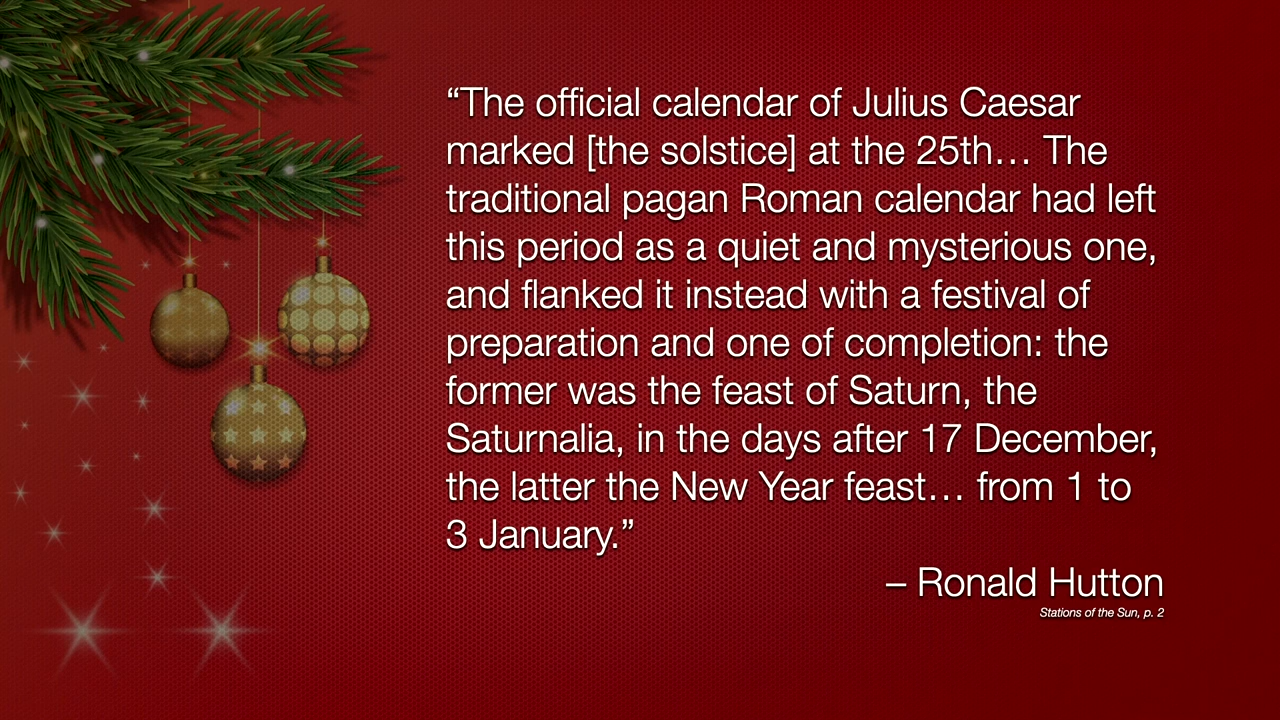 “The official calendar of Julius Caesar
marked [the solstice] at the 25th… The
traditional pagan Roman calendar had left
this period as a quiet and mysterious one,
and flanked it instead with a festival of
preparation and one of completion: the
former was the feast of Saturn, the
Saturnalia, in the days after 17 December,
the latter the New Year feast… from 1 to
3 January.”
– Ronald Hutton
Stations of the Sun, p. 2